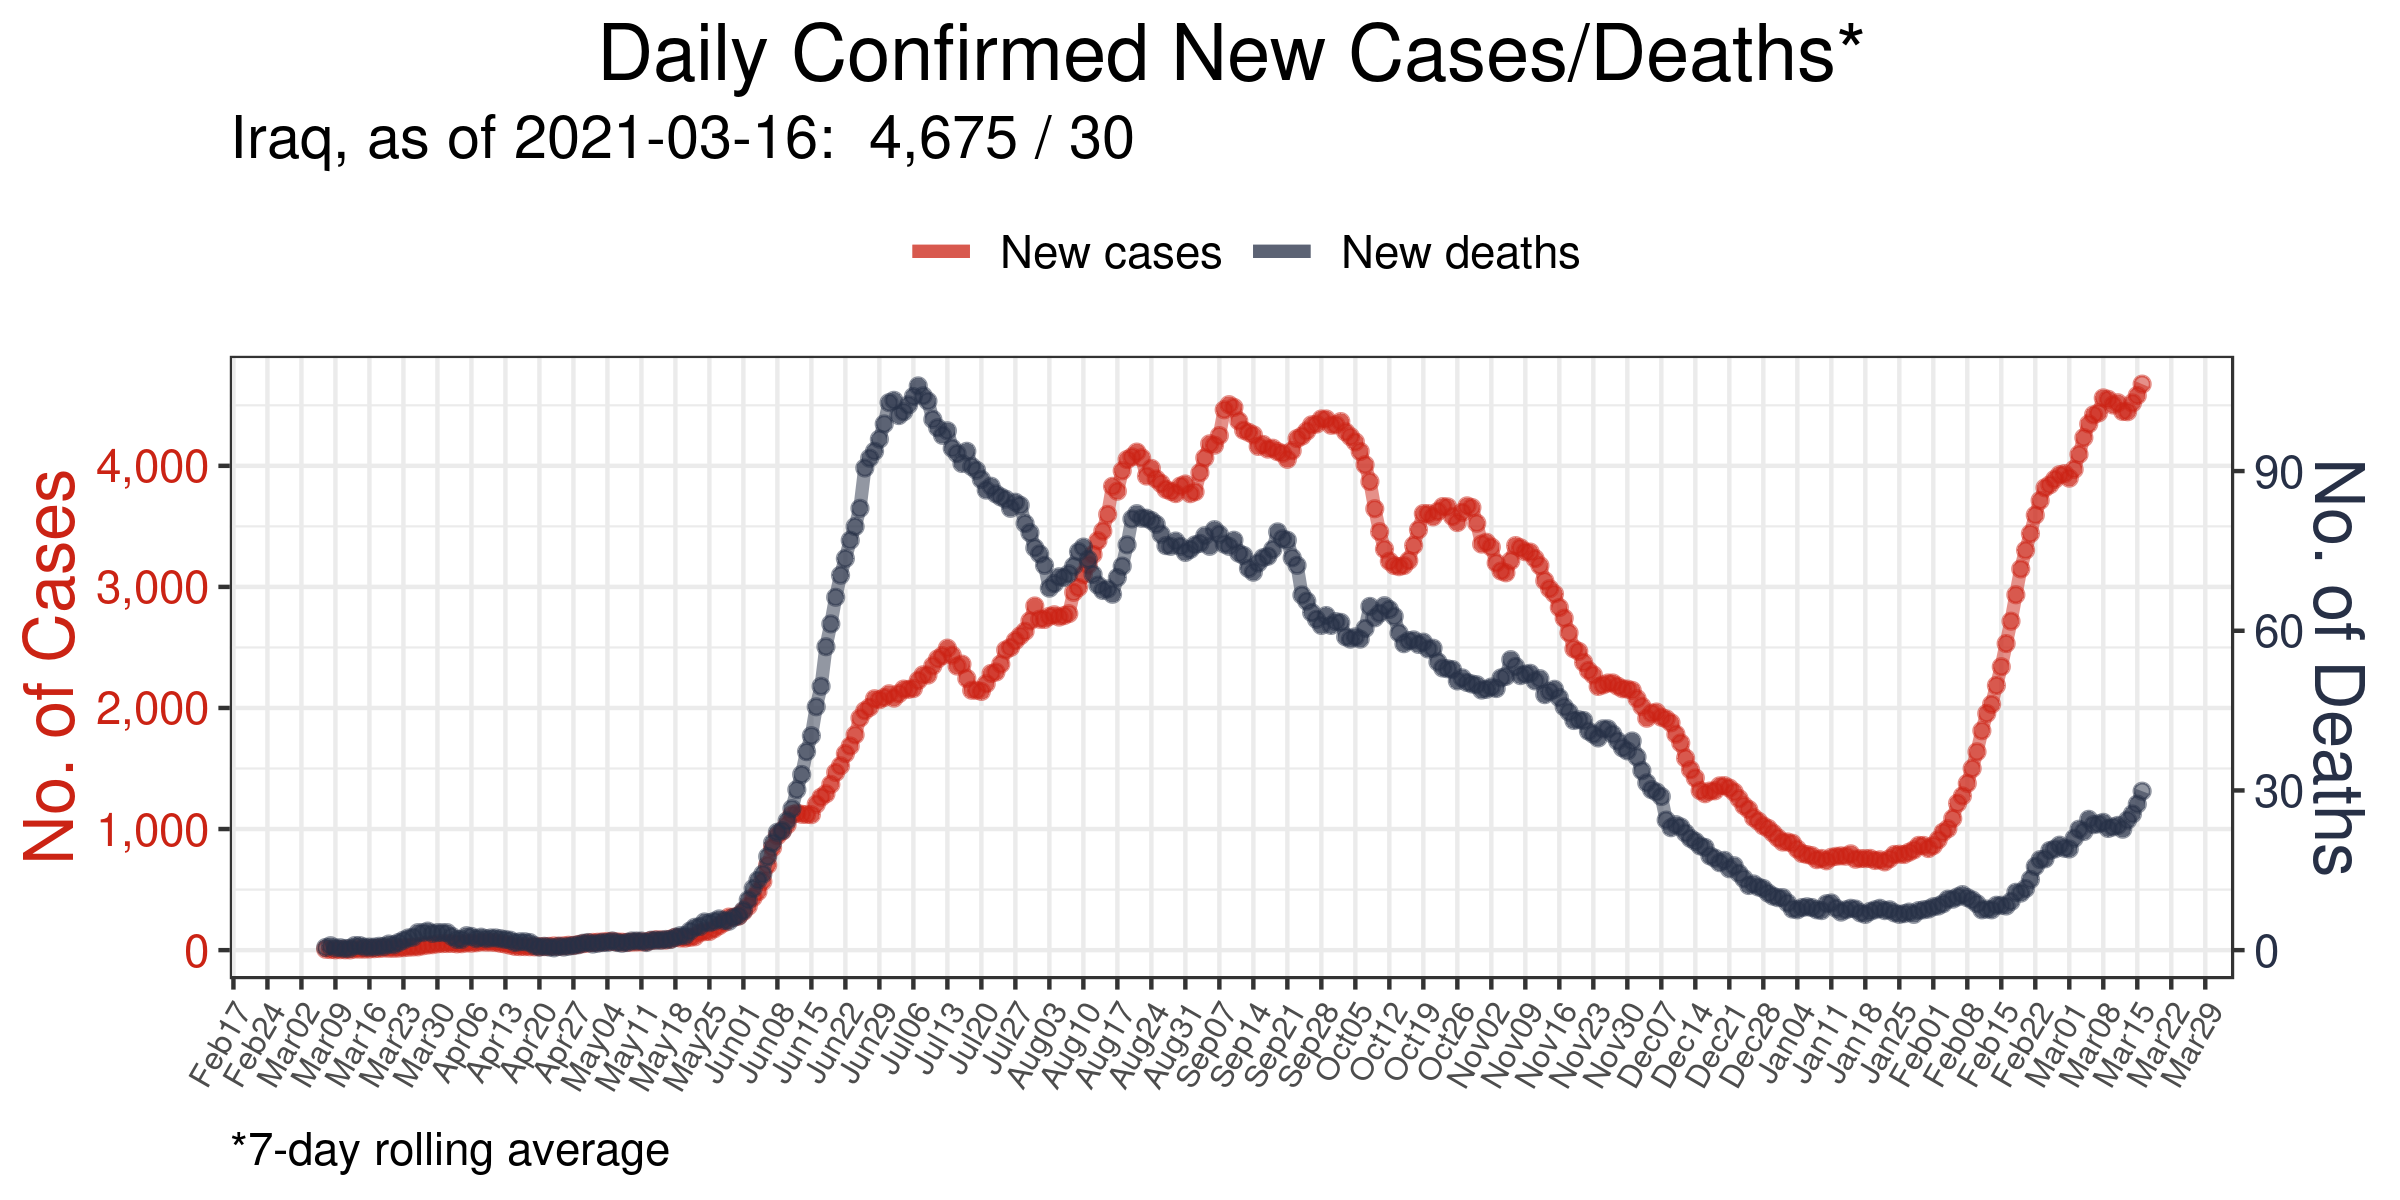 Daily Confirmed New Cases/Deaths*
Iraq, as of 2021-03-16:  4,675 / 30
New cases
New deaths
No. of Cases
4,000
3,000
2,000
1,000
0
90
60
30
0
No. of Deaths
Feb17
Feb24
Mar02
Mar09
Mar16
Mar23
Mar30
Apr06
Apr13
Apr20
Apr27
May04
May11
May18
May25
Jun01
Jun08
Jun15
Jun22
Jun29
Jul06
Jul13
Jul20
Jul27
Aug03
Aug10
Aug17
Aug24
Aug31
Sep07
Sep14
Sep21
Sep28
Oct05
Oct12
Oct19
Oct26
Nov02
Nov09
Nov16
Nov23
Nov30
Dec07
Dec14
Dec21
Dec28
Jan04
Jan11
Jan18
Jan25
Feb01
Feb08
Feb15
Feb22
Mar01
Mar08
Mar15
Mar22
Mar29
*7-day rolling average